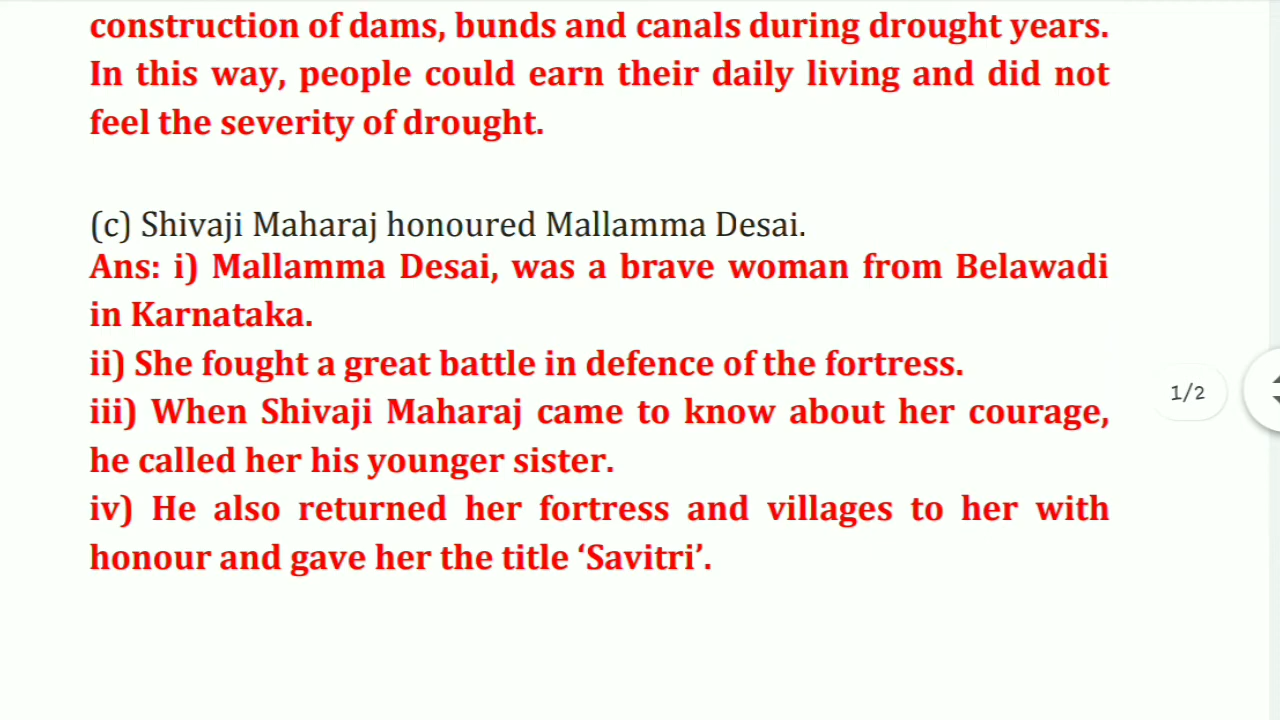 construction of dams, bunds and canals during drought years.
In this way, people could earn their daily living and did not
feel the severity of drought.
(c) Shivaji Maharaj honoured Mallamma Desai.
Ans: i) Mallamma Desai, was a brave woman from Belawadi
in Karnataka.
ii) She fought a great battle in defence of the fortress.
iii) When Shivaji Maharaj came to know about her courage,
he called her his younger sister.
iv) He also returned her fortress and villages to her with
honour and gave her the title ‘Savitri’.
1/2